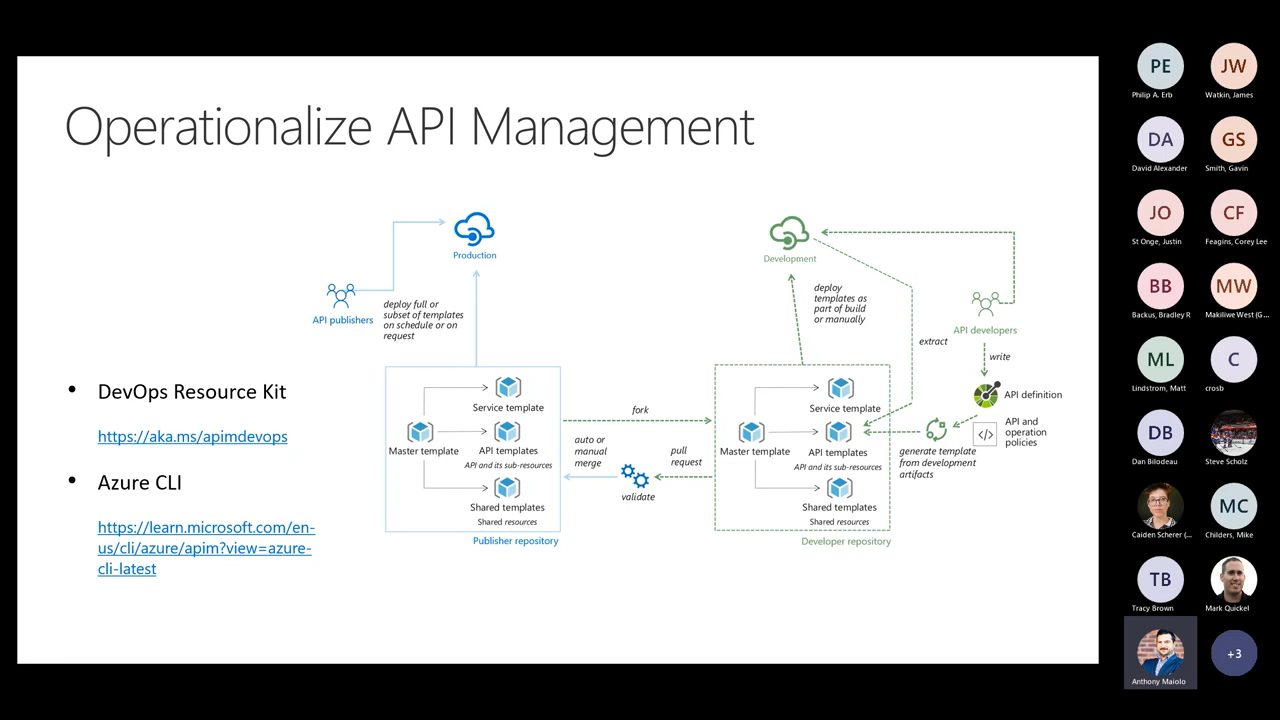 Operationalize API Management
Production
API publishers
deploy full or
subset of templates
on schedule or on
request
Development
deploy
templates as
part of build
or manually
API developers
extract
write
API definition
API and
operation
policies
generate template
from development
artifacts
• DevOps Resource Kit
https://aka.ms/apimdevops
• Azure CLI
https://learn.microsoft.com/en-
us/cli/azure/apim?view=azure-
cli-latest
Service template
Master template
API templates
API and its sub-resources
Shared templates
Shared resources
Publisher repository
fork
auto or
manual
merge
pull
request
validate
Service template
Master template
API templates
API and its sub-resources
Shared templates
Shared resources
Developer repository
PE
Philip A. Erb
JW
Watkin, James
DA
David Alexander
GS
Smith, Gavin
JO
St Onge, Justin
CF
Feagins, Corey Lee
BB
Backus, Bradley R
MW
Makiliwe West (G...
ML
Lindstrom, Matt
C
crosb
DB
Dan Bilodeau
Steve Scholz
Caiden Scherer (...
MC
Childers, Mike
TB
Tracy Brown
Mark Quickel
Anthony Maiolo
+3